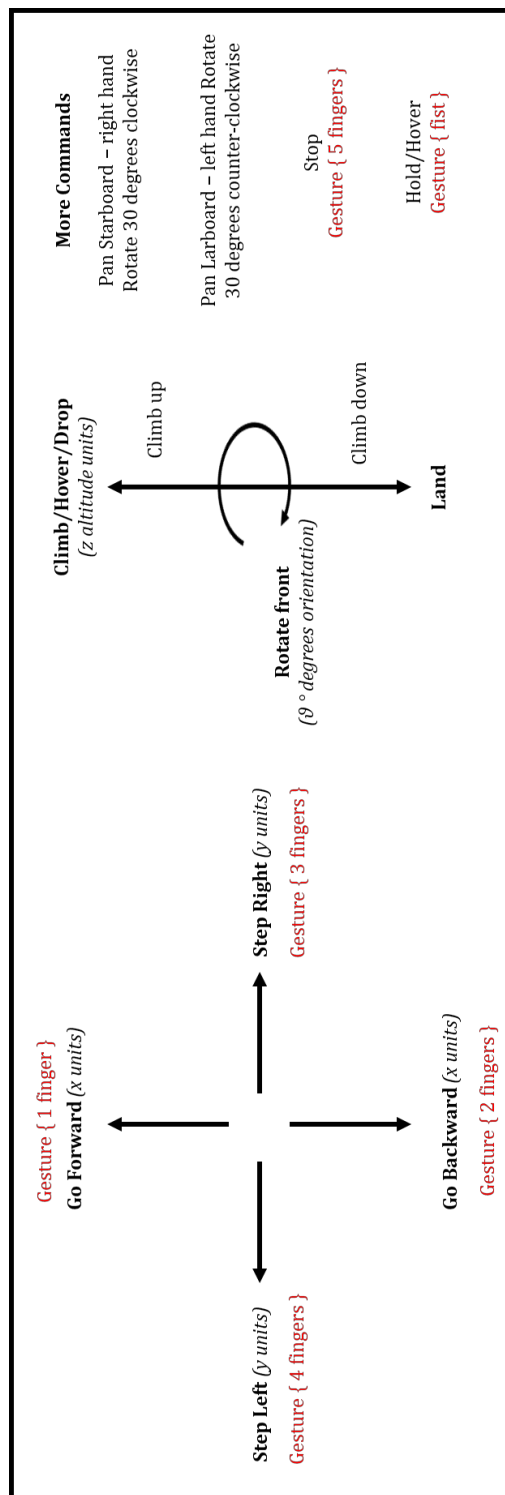 Gesture { 1 finger }
Go Forward (x units)
Step Left (y units)
Gesture { 4 fingers }
Step Right (y units)
Gesture { 3 fingers }
Go Backward (x units)
Gesture { 2 fingers }
Climb/Hover/Drop
(z altitude units)
Climb up
Rotate front
(ϑ ° degrees orientation)
Climb down
Land
More Commands
Pan Starboard – right hand
Rotate 30 degrees clockwise
Pan Larboard – left hand Rotate
30 degrees counter-clockwise
Stop
Gesture { 5 fingers }
Hold/Hover
Gesture { fist }